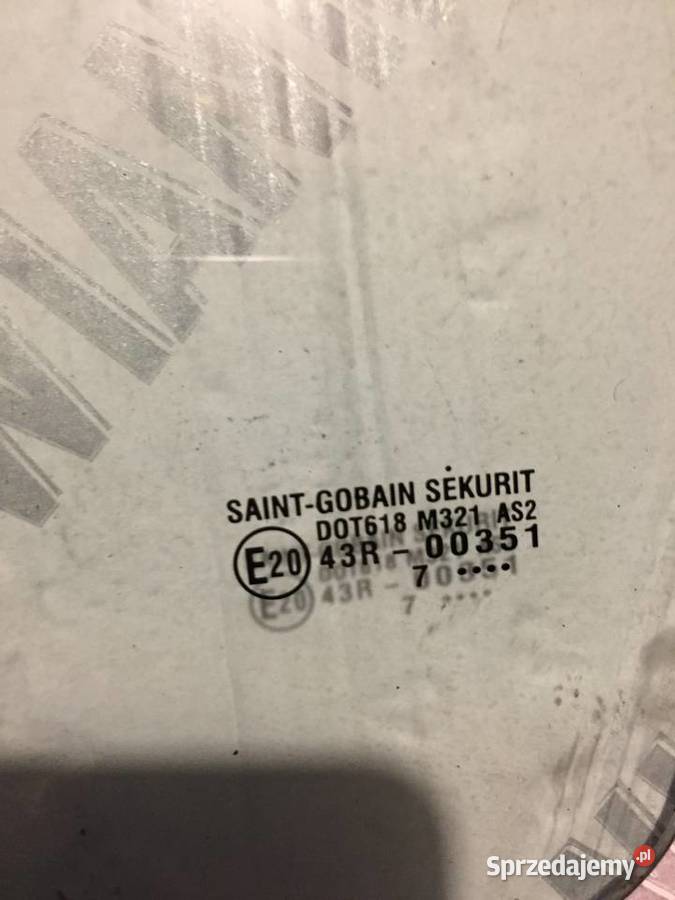 SAINT-GOBAIN SEKURIT
DOT618 M321 AS2
E20 43R - 00351
7 ....
Sprzedajemy.pl